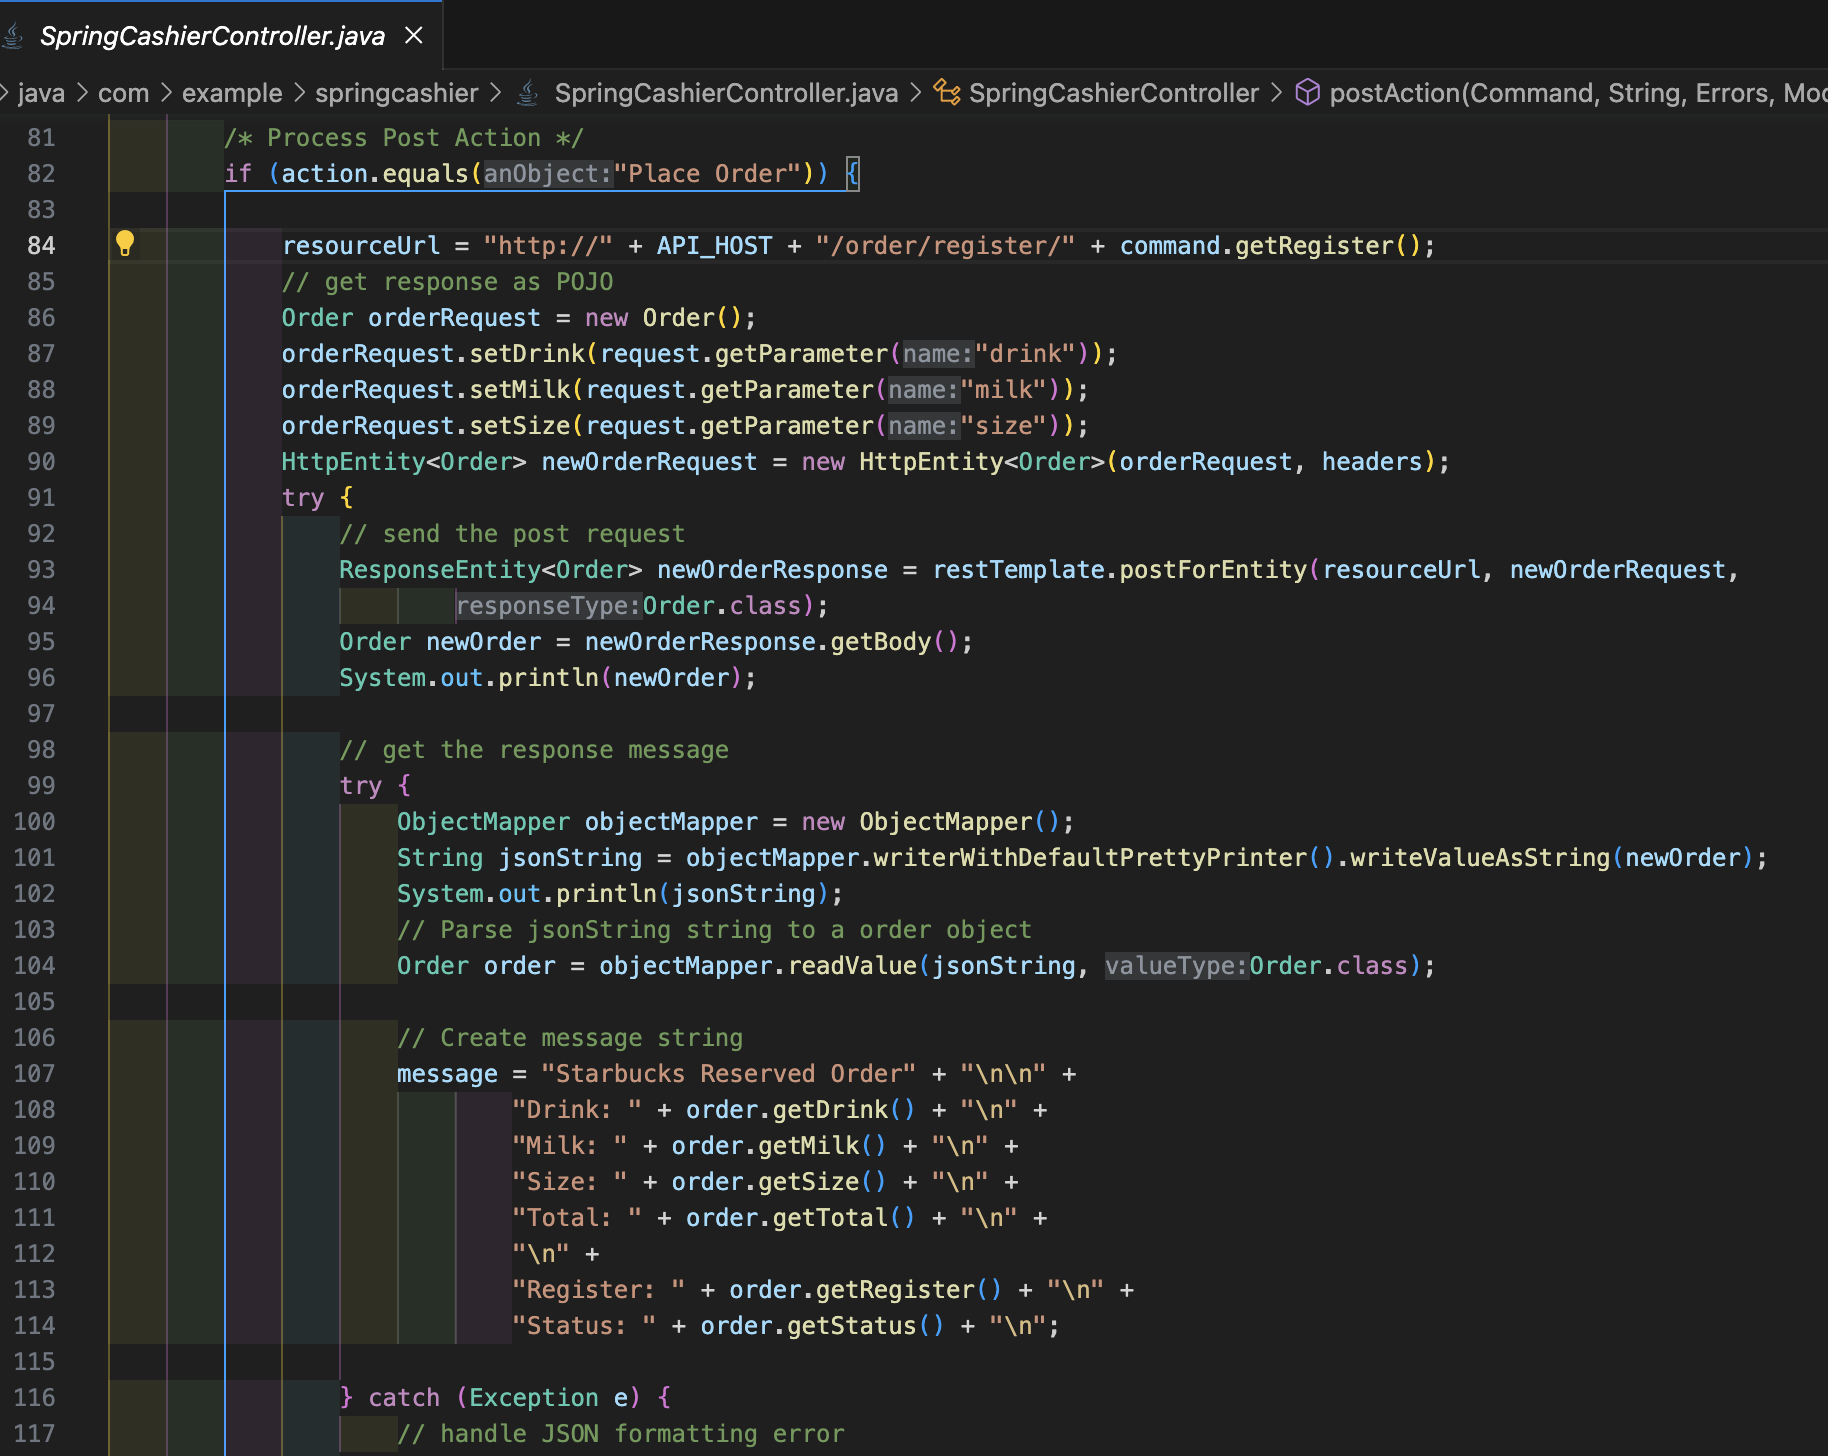 SpringCashierController.java
java > com > example > springcashier > SpringCashierController.java > SpringCashierController > postAction(Command, String, Errors, Mod
81 /* Process Post Action */
82 if (action.equals(anObject:"Place Order")) {
83
84 resourceUrl = "http://" + API_HOST + "/order/register/" + command.getRegister();
85 // get response as POJO
86 Order orderRequest = new Order();
87 orderRequest.setDrink(request.getParameter(name:"drink"));
88 orderRequest.setMilk(request.getParameter(name:"milk"));
89 orderRequest.setSize(request.getParameter(name:"size"));
90 HttpEntity<Order> newOrderRequest = new HttpEntity<Order>(orderRequest, headers);
91 try {
92 // send the post request
93 ResponseEntity<Order> newOrderResponse = restTemplate.postForEntity(resourceUrl, newOrderRequest,
94 responseType:Order.class);
95 Order newOrder = newOrderResponse.getBody();
96 System.out.println(newOrder);
97
98 // get the response message
99 try {
100 ObjectMapper objectMapper = new ObjectMapper();
101 String jsonString = objectMapper.writerWithDefaultPrettyPrinter().writeValueAsString(newOrder);
102 System.out.println(jsonString);
103 // Parse jsonString string to a order object
104 Order order = objectMapper.readValue(jsonString, valueType:Order.class);
105
106 // Create message string
107 message = "Starbucks Reserved Order" + "\n\n" +
108 "Drink: " + order.getDrink() + "\n" +
109 "Milk: " + order.getMilk() + "\n" +
110 "Size: " + order.getSize() + "\n" +
111 "Total: " + order.getTotal() + "\n" +
112 "\n" +
113 "Register: " + order.getRegister() + "\n" +
114 "Status: " + order.getStatus() + "\n";
115
116 } catch (Exception e) {
117 // handle JSON formatting error